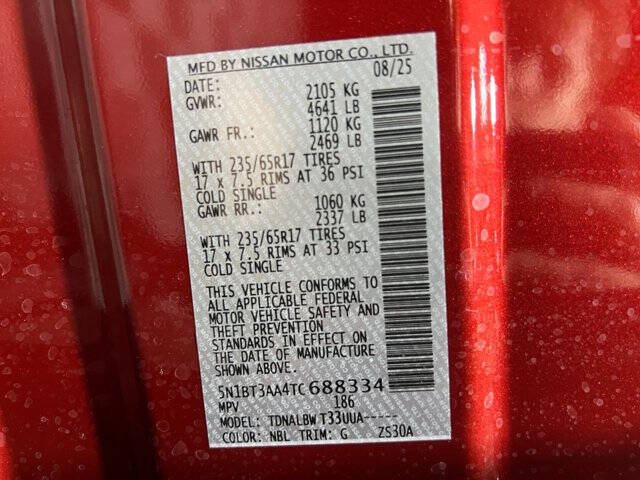 MFD BY NISSAN MOTOR CO., LTD.
DATE: 08/25
GVWR: 2105 KG
4641 LB
GAWR FR.: 1120 KG
2469 LB
WITH 235/65R17 TIRES
17 x 7.5 RIMS AT 36 PSI
COLD SINGLE
GAWR RR.: 1060 KG
2337 LB
WITH 235/65R17 TIRES
17 x 7.5 RIMS AT 33 PSI
COLD SINGLE
THIS VEHICLE CONFORMS TO
ALL APPLICABLE FEDERAL
MOTOR VEHICLE SAFETY AND
THEFT PREVENTION
STANDARDS IN EFFECT ON
THE DATE OF MANUFACTURE
SHOWN ABOVE.
5N1BT3AA4TC688334
MPV 186
MODEL: TDNALBW T33UUA-----
COLOR: NBL TRIM: G ZS30A